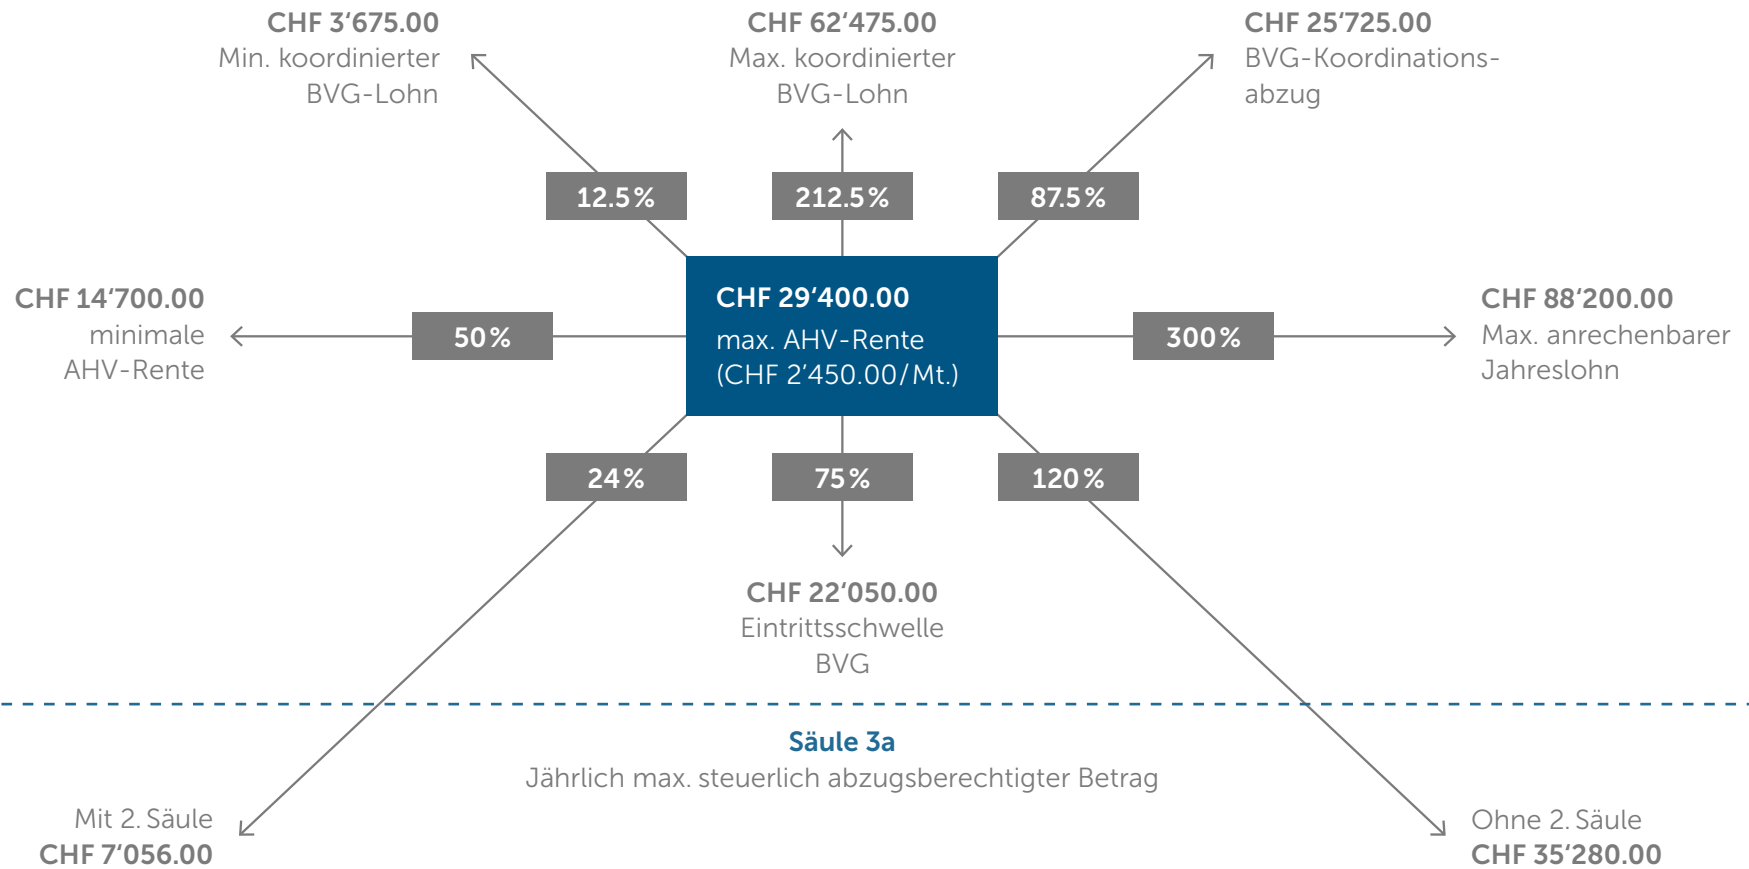 CHF 3‘675.00
Min. koordinierter
BVG-Lohn
CHF 62‘475.00
Max. koordinierter
BVG-Lohn
CHF 25‘725.00
BVG-Koordinations-
abzug
12.5%
212.5%
87.5%
CHF 14‘700.00
minimale
AHV-Rente
50%
CHF 29‘400.00
max. AHV-Rente
(CHF 2’450.00/Mt.)
300%
CHF 88‘200.00
Max. anrechenbarer
Jahreslohn
24%
75%
120%
CHF 22‘050.00
Eintrittsschwelle
BVG
Säule 3a
Jährlich max. steuerlich abzugsberechtigter Betrag
Mit 2. Säule
CHF 7‘056.00
Ohne 2. Säule
CHF 35‘280.00